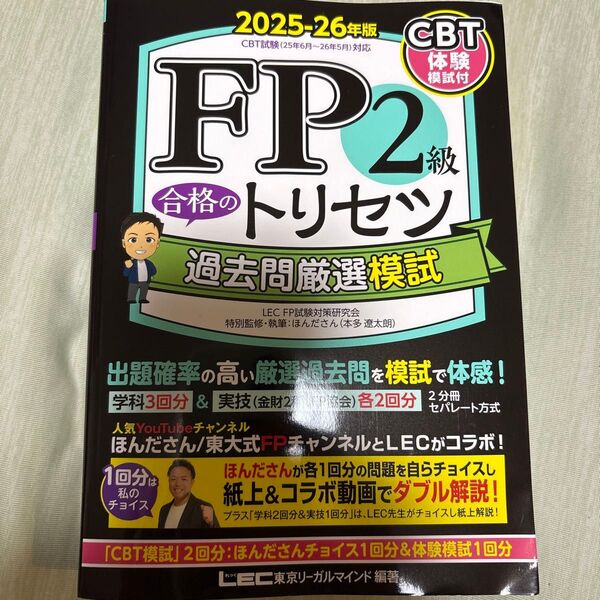 2025-26年版
CBT試験(25年6月〜26年5月)対応
CBT
体験
模試付
FP2級
合格の
トリセツ
過去問厳選模試
LEC FP試験対策研究会
特別監修・執筆:ほんださん(本多 遼太朗)
出題確率の高い厳選過去問を模試で体感!
学科3回分 & 実技(金財2 FP協会)各2回分
2分冊
セパレート方式
人気YouTubeチャンネル
ほんださん/東大式FPチャンネルとLECがコラボ!
1回分は
私の
チョイス
ほんださんが各1回分の問題を自らチョイスし
紙上&コラボ動画でダブル解説!
プラス「学科2回分&実技1回分」は、LEC先生がチョイスし紙上解説!
「CBT模試」2回分:ほんださんチョイス1回分&体験模試1回分
LEC東京リーガルマインド 編著